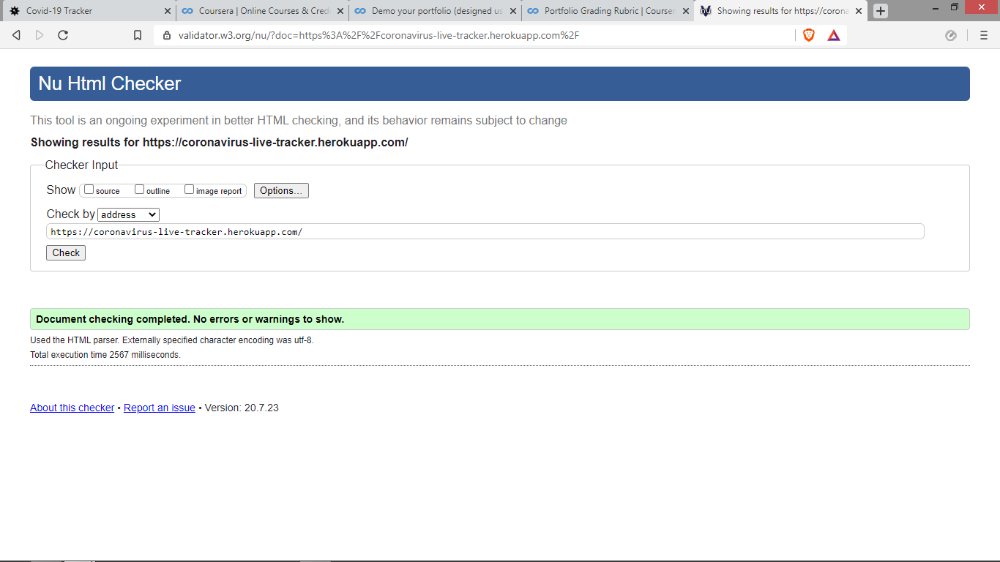 Covid-19 Tracker
Coursera | Online Courses & Cred
Demo your portfolio (designed us
Portfolio Grading Rubric | Courser
Showing results for https://corona
validator.w3.org/nu/?doc=https%3A%2F%2Fcoronavirus-live-tracker.herokuapp.com%2F
Nu Html Checker
This tool is an ongoing experiment in better HTML checking, and its behavior remains subject to change
Showing results for https://coronavirus-live-tracker.herokuapp.com/
Checker Input
Show source outline image report Options...
Check by address
https://coronavirus-live-tracker.herokuapp.com/
Check
Document checking completed. No errors or warnings to show.
Used the HTML parser. Externally specified character encoding was utf-8.
Total execution time 2567 milliseconds.
About this checker • Report an issue • Version: 20.7.23